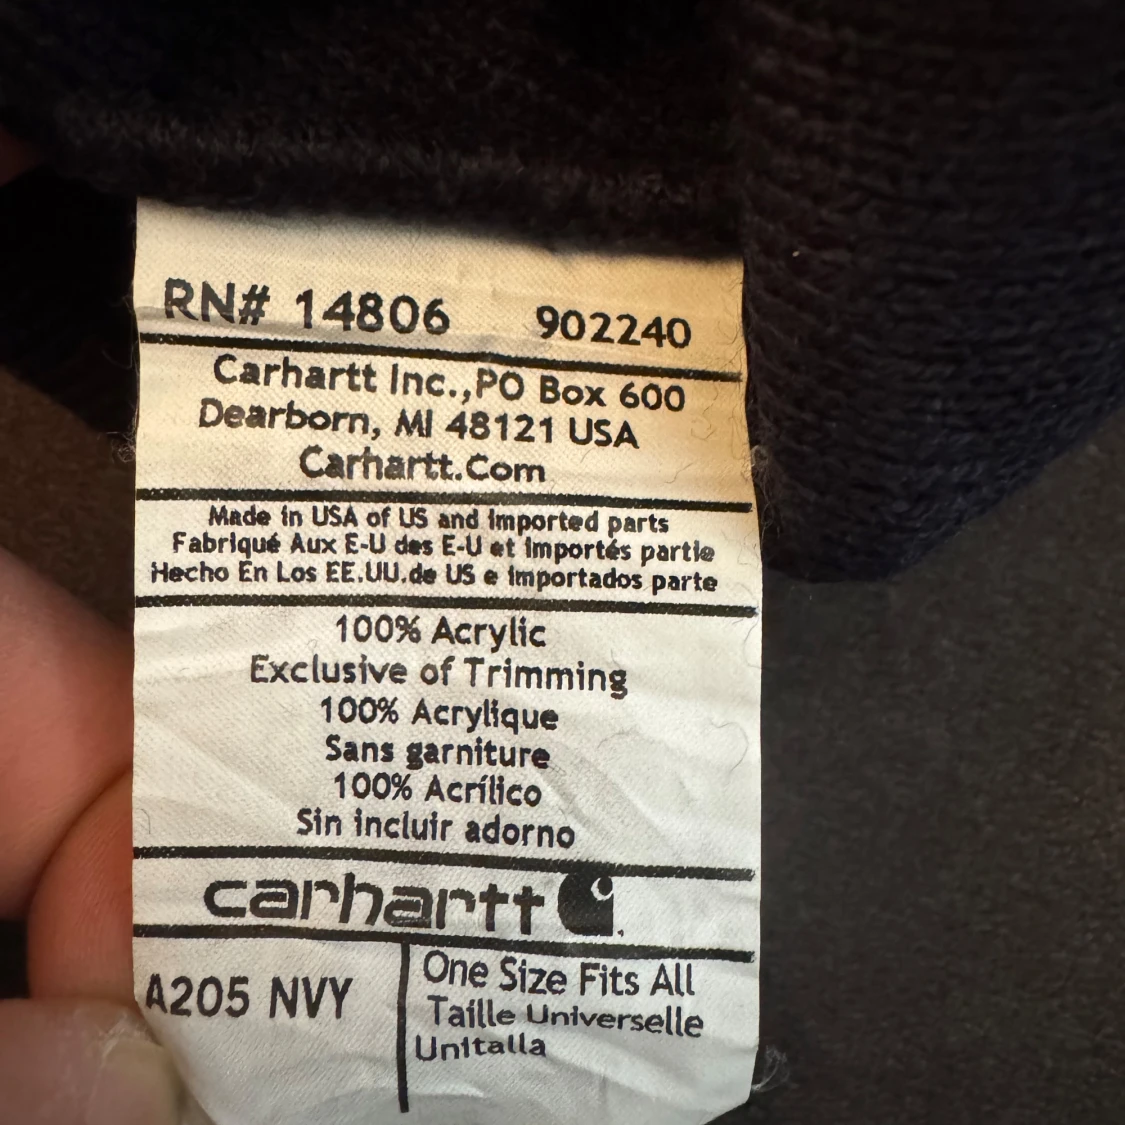 RN# 14806 902240
Carhartt Inc.,PO Box 600
Dearborn, MI 48121 USA
Carhartt.Com
Made in USA of US and imported parts
Fabriqué Aux E-U des E-U et importés partie
Hecho En Los EE.UU.de US e importados parte
100% Acrylic
Exclusive of Trimming
100% Acrylique
Sans garniture
100% Acrílico
Sin incluir adorno
carhartt
A205 NVY
One Size Fits All
Taille Universelle
Unitalla